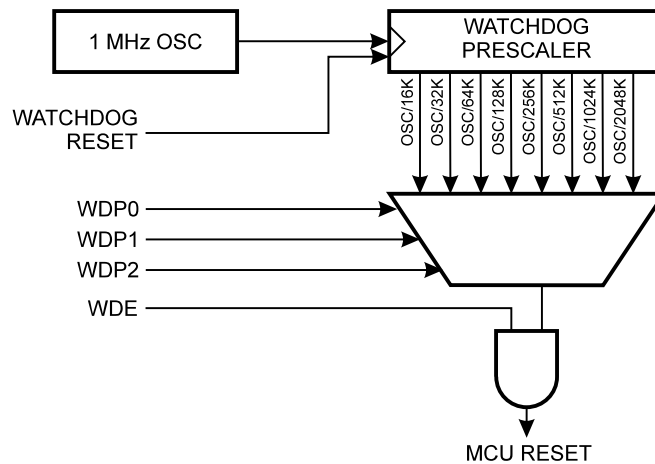 1 MHz OSC
WATCHDOG
PRESCALER
WATCHDOG
RESET
OSC/16K
OSC/32K
OSC/64K
OSC/128K
OSC/256K
OSC/512K
OSC/1024K
OSC/2048K
WDP0
WDP1
WDP2
WDE
MCU RESET